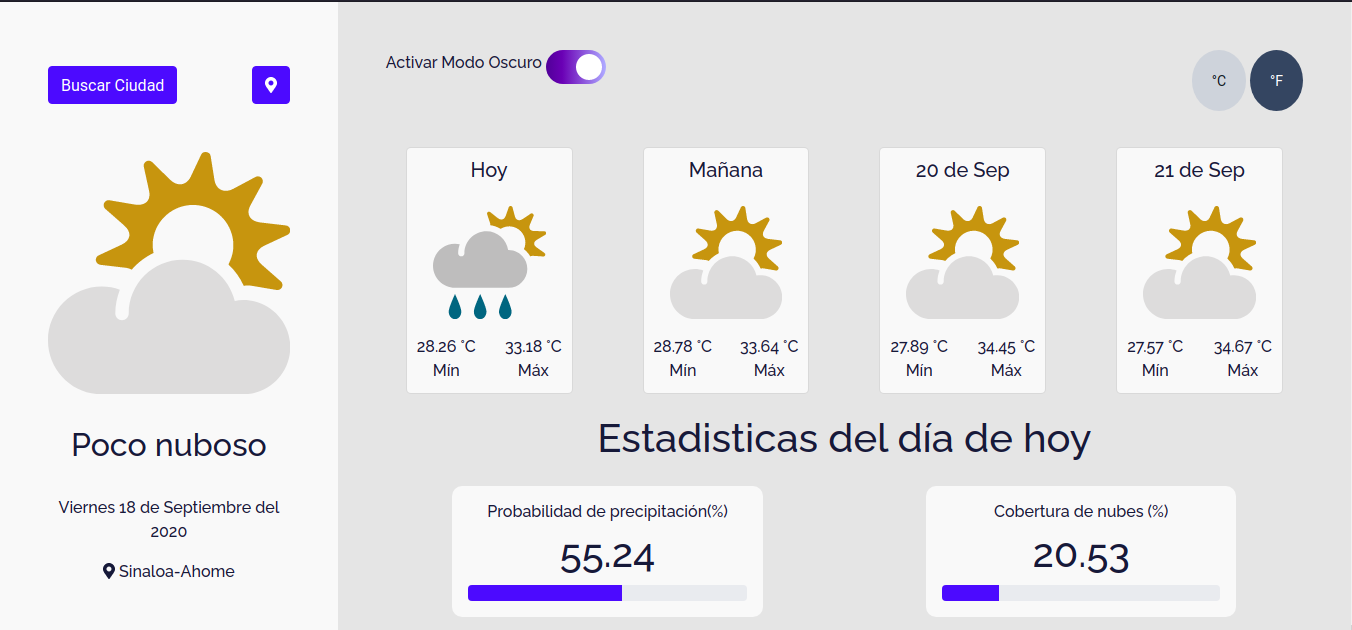 Buscar Ciudad
Poco nuboso
Viernes 18 de Septiembre del
2020
Sinaloa-Ahome
Activar Modo Oscuro
°C
°F
Hoy
28.26 °C
33.18 °C
Mín
Máx
Mañana
28.78 °C
33.64 °C
Mín
Máx
20 de Sep
27.89 °C
34.45 °C
Mín
Máx
21 de Sep
27.57 °C
34.67 °C
Mín
Máx
Estadisticas del día de hoy
Probabilidad de precipitación(%)
55.24
Cobertura de nubes (%)
20.53